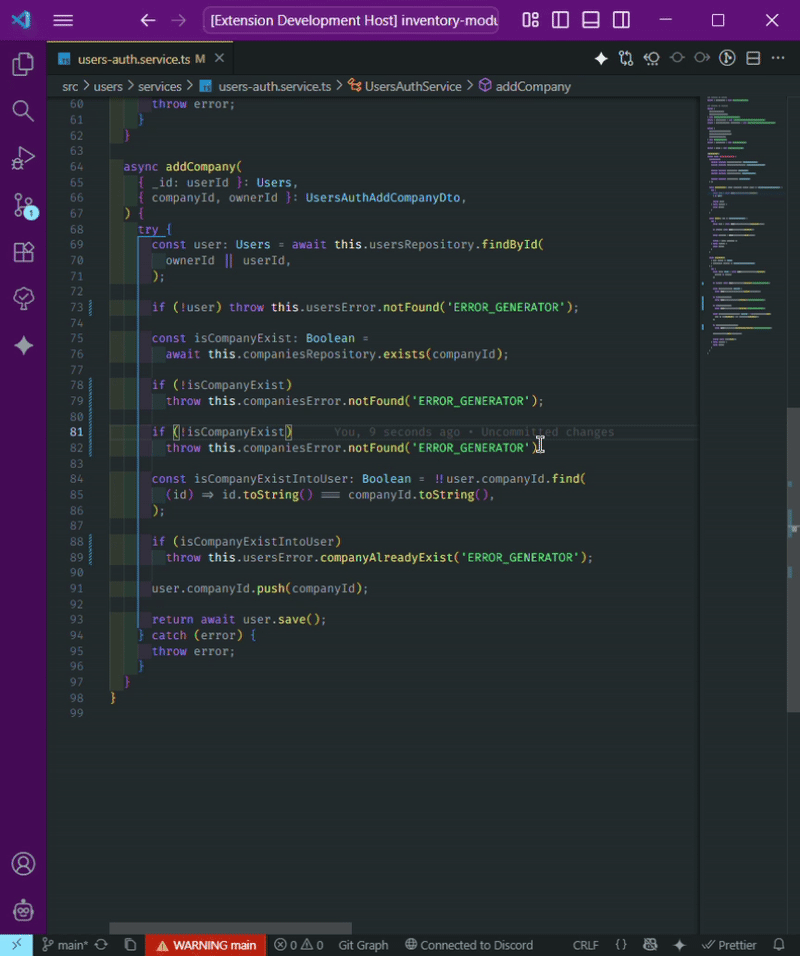 [Extension Development Host] inventory-modu
users-auth.service.ts M
src > users > services > users-auth.service.ts > UsersAuthService > addCompany
60 throw error;
61 }
62 }
63
64 async addCompany(
65 { _id: userId }: Users,
66 { companyId, ownerId }: UsersAuthAddCompanyDto,
67 ) {
68 try {
69 const user: Users = await this.usersRepository.findById(
70 ownerId || userId,
71 );
72
73 if (!user) throw this.usersError.notFound('ERROR_GENERATOR');
74
75 const isCompanyExist: Boolean =
76 await this.companiesRepository.exists(companyId);
77
78 if (!isCompanyExist)
79 throw this.companiesError.notFound('ERROR_GENERATOR');
80
81 if (!isCompanyExist) You, 9 seconds ago • Uncommitted changes
82 throw this.companiesError.notFound('ERROR_GENERATOR')
83
84 const isCompanyExistIntoUser: Boolean = !!user.companyId.find(
85 (id) => id.toString() === companyId.toString(),
86 );
87
88 if (isCompanyExistIntoUser)
89 throw this.usersError.companyAlreadyExist('ERROR_GENERATOR');
90
91 user.companyId.push(companyId);
92
93 return await user.save();
94 } catch (error) {
95 throw error;
96 }
97 }
98 }
99
1
main* WARNING main 0 0 Git Graph Connected to Discord CRLF {} Prettier